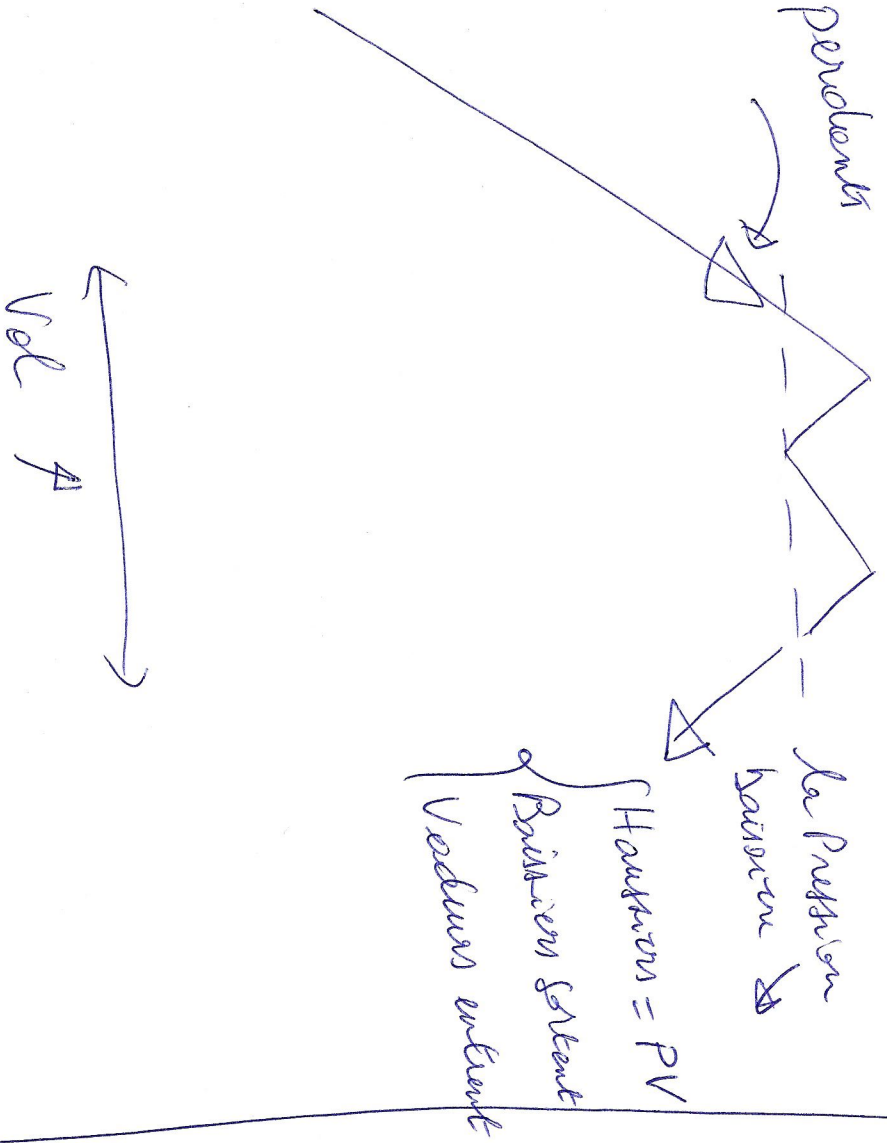 perdants
la Pression
baissière ↘
Haussiers = PV
Baissiers sortent
Vendeurs entrent
Vol ↗